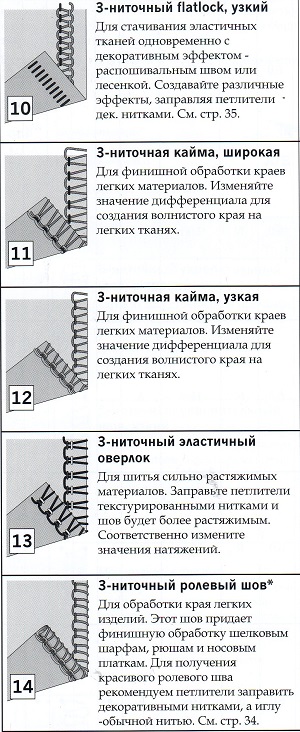 3-ниточный flatlock, узкий
Для стачивания эластичных
тканей одновременно с
декоративным эффектом -
распошивальным швом или
лесенкой. Создавайте различные
эффекты, заправляя петлители
дек. нитками. См. стр. 35.
10
3-ниточная кайма, широкая
Для финишной обработки краев
легких материалов. Изменяйте
значение дифференциала для
создания волнистого края на
легких тканях.
11
3-ниточная кайма, узкая
Для финишной обработки краев
легких материалов. Изменяйте
значение дифференциала для
создания волнистого края на
легких тканях.
12
3-ниточный эластичный
оверлок
Для шитья сильно растяжимых
материалов. Заправьте петлители
текстурированными нитками и
шов будет более растяжимым.
Соответственно измените
значения натяжений.
13
3-ниточный ролевый шов*
Для обработки края легких
изделий. Этот шов придает
финишную обработку шелковым
шарфам, рюшам и носовым
платкам. Для получения
красивого ролевого шва
рекомендуем петлители заправить
декоративными нитками, а иглу
-обычной нитью. См. стр. 34.
14